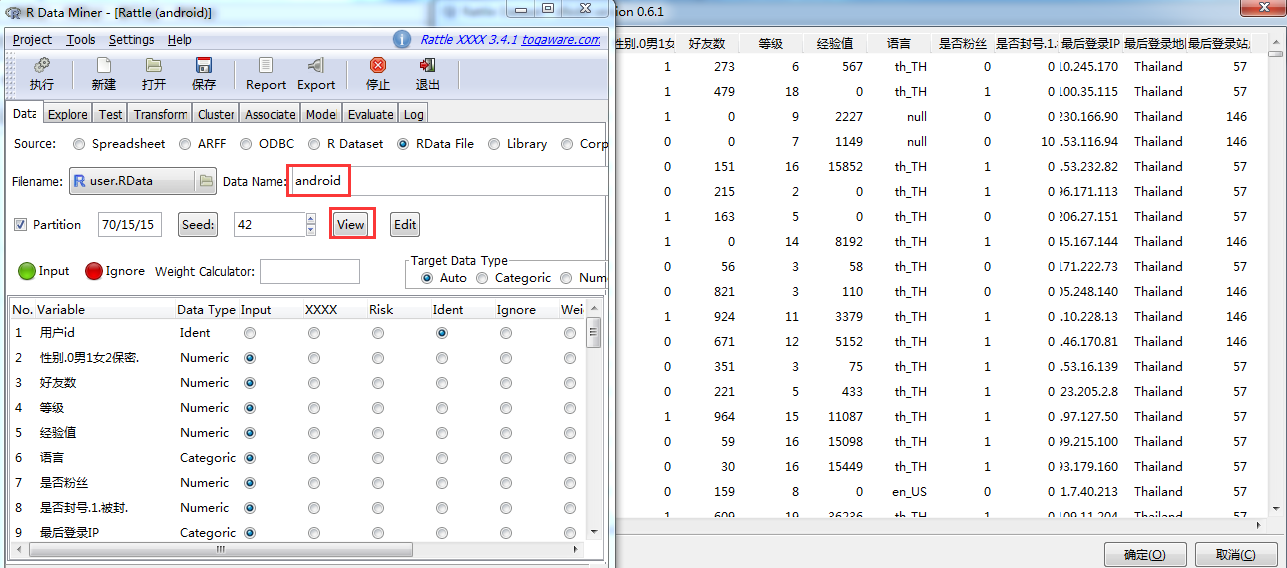 R Data Miner - [Rattle (android)]
Project Tools Settings Help
Rattle XXXX 3.4.1 togaware.com
执行 新建 打开 保存 Report Export 停止 退出
Data Explore Test Transform Cluster Associate Mode Evaluate Log
Source: Spreadsheet ARFF ODBC R Dataset RData File Library Corp
Filename: user.RData Data Name: android
Partition 70/15/15 Seed: 42 View Edit
Input Ignore Weight Calculator:
Target Data Type
Auto Categoric Num
No. Variable Data Type Input XXXX Risk Ident Ignore Wei
1 用户id Ident
2 性别.0男1女2保密. Numeric
3 好友数 Numeric
4 等级 Numeric
5 经验值 Numeric
6 语言 Categoric
7 是否粉丝 Numeric
8 是否封号.1.被封. Numeric
9 最后登录IP Categoric
ion 0.6.1
性别.0男1女 好友数 等级 经验值 语言 是否粉丝 是否封号.1. 最后登录IP 最后登录地 最后登录站
1 273 6 567 th_TH 0 0 .10.245.170 Thailand 57
1 479 18 0 th_TH 1 0 .100.35.115 Thailand 57
1 0 9 2227 null 0 0 .230.166.90 Thailand 146
0 0 7 1149 null 0 10 .53.116.94 Thailand 146
0 151 16 15852 th_TH 1 0 .53.232.82 Thailand 57
0 215 2 0 th_TH 0 0 96.171.113 Thailand 57
1 163 5 0 th_TH 0 0 206.27.151 Thailand 57
1 0 14 8192 th_TH 1 0 45.167.144 Thailand 146
0 56 3 58 th_TH 0 0 171.222.73 Thailand 57
0 821 3 110 th_TH 0 0 05.248.140 Thailand 146
1 924 11 3379 th_TH 1 0 .10.228.13 Thailand 146
0 671 12 5152 th_TH 1 0 .46.170.81 Thailand 146
0 351 3 75 th_TH 0 0 .53.16.139 Thailand 57
0 221 5 433 th_TH 1 0 23.205.2.8 Thailand 57
1 964 15 11087 th_TH 1 0 .97.127.50 Thailand 57
0 59 16 15098 th_TH 1 0 99.215.100 Thailand 57
0 30 16 15449 th_TH 1 0 93.179.160 Thailand 57
0 159 8 0 en_US 0 0 1.7.40.213 Thailand 57
1 609 19 36236 th_TH 1 0 109.11.204 Thailand 57
确定(O) 取消(C)